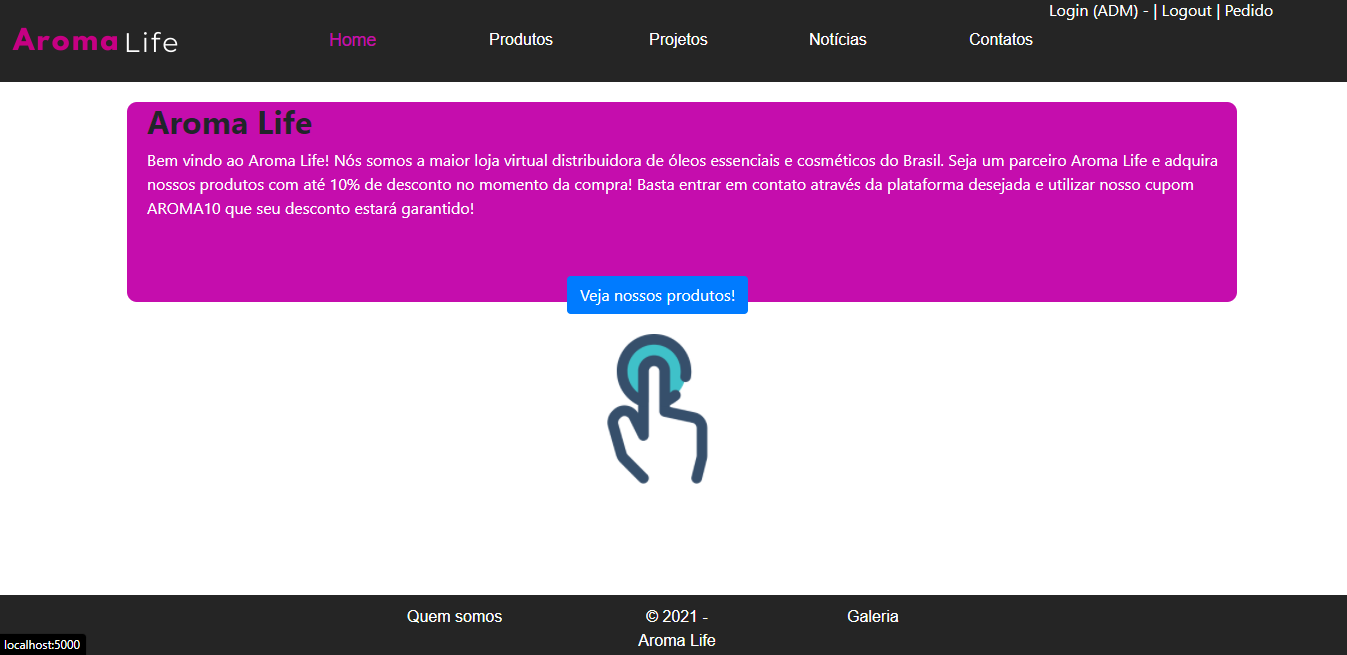 Login (ADM) - | Logout | Pedido
Aroma Life
Home
Produtos
Projetos
Notícias
Contatos
Aroma Life
Bem vindo ao Aroma Life! Nós somos a maior loja virtual distribuidora de óleos essenciais e cosméticos do Brasil. Seja um parceiro Aroma Life e adquira
nossos produtos com até 10% de desconto no momento da compra! Basta entrar em contato através da plataforma desejada e utilizar nosso cupom
AROMA10 que seu desconto estará garantido!
Veja nossos produtos!
Quem somos
© 2021 -
Aroma Life
Galeria
localhost:5000